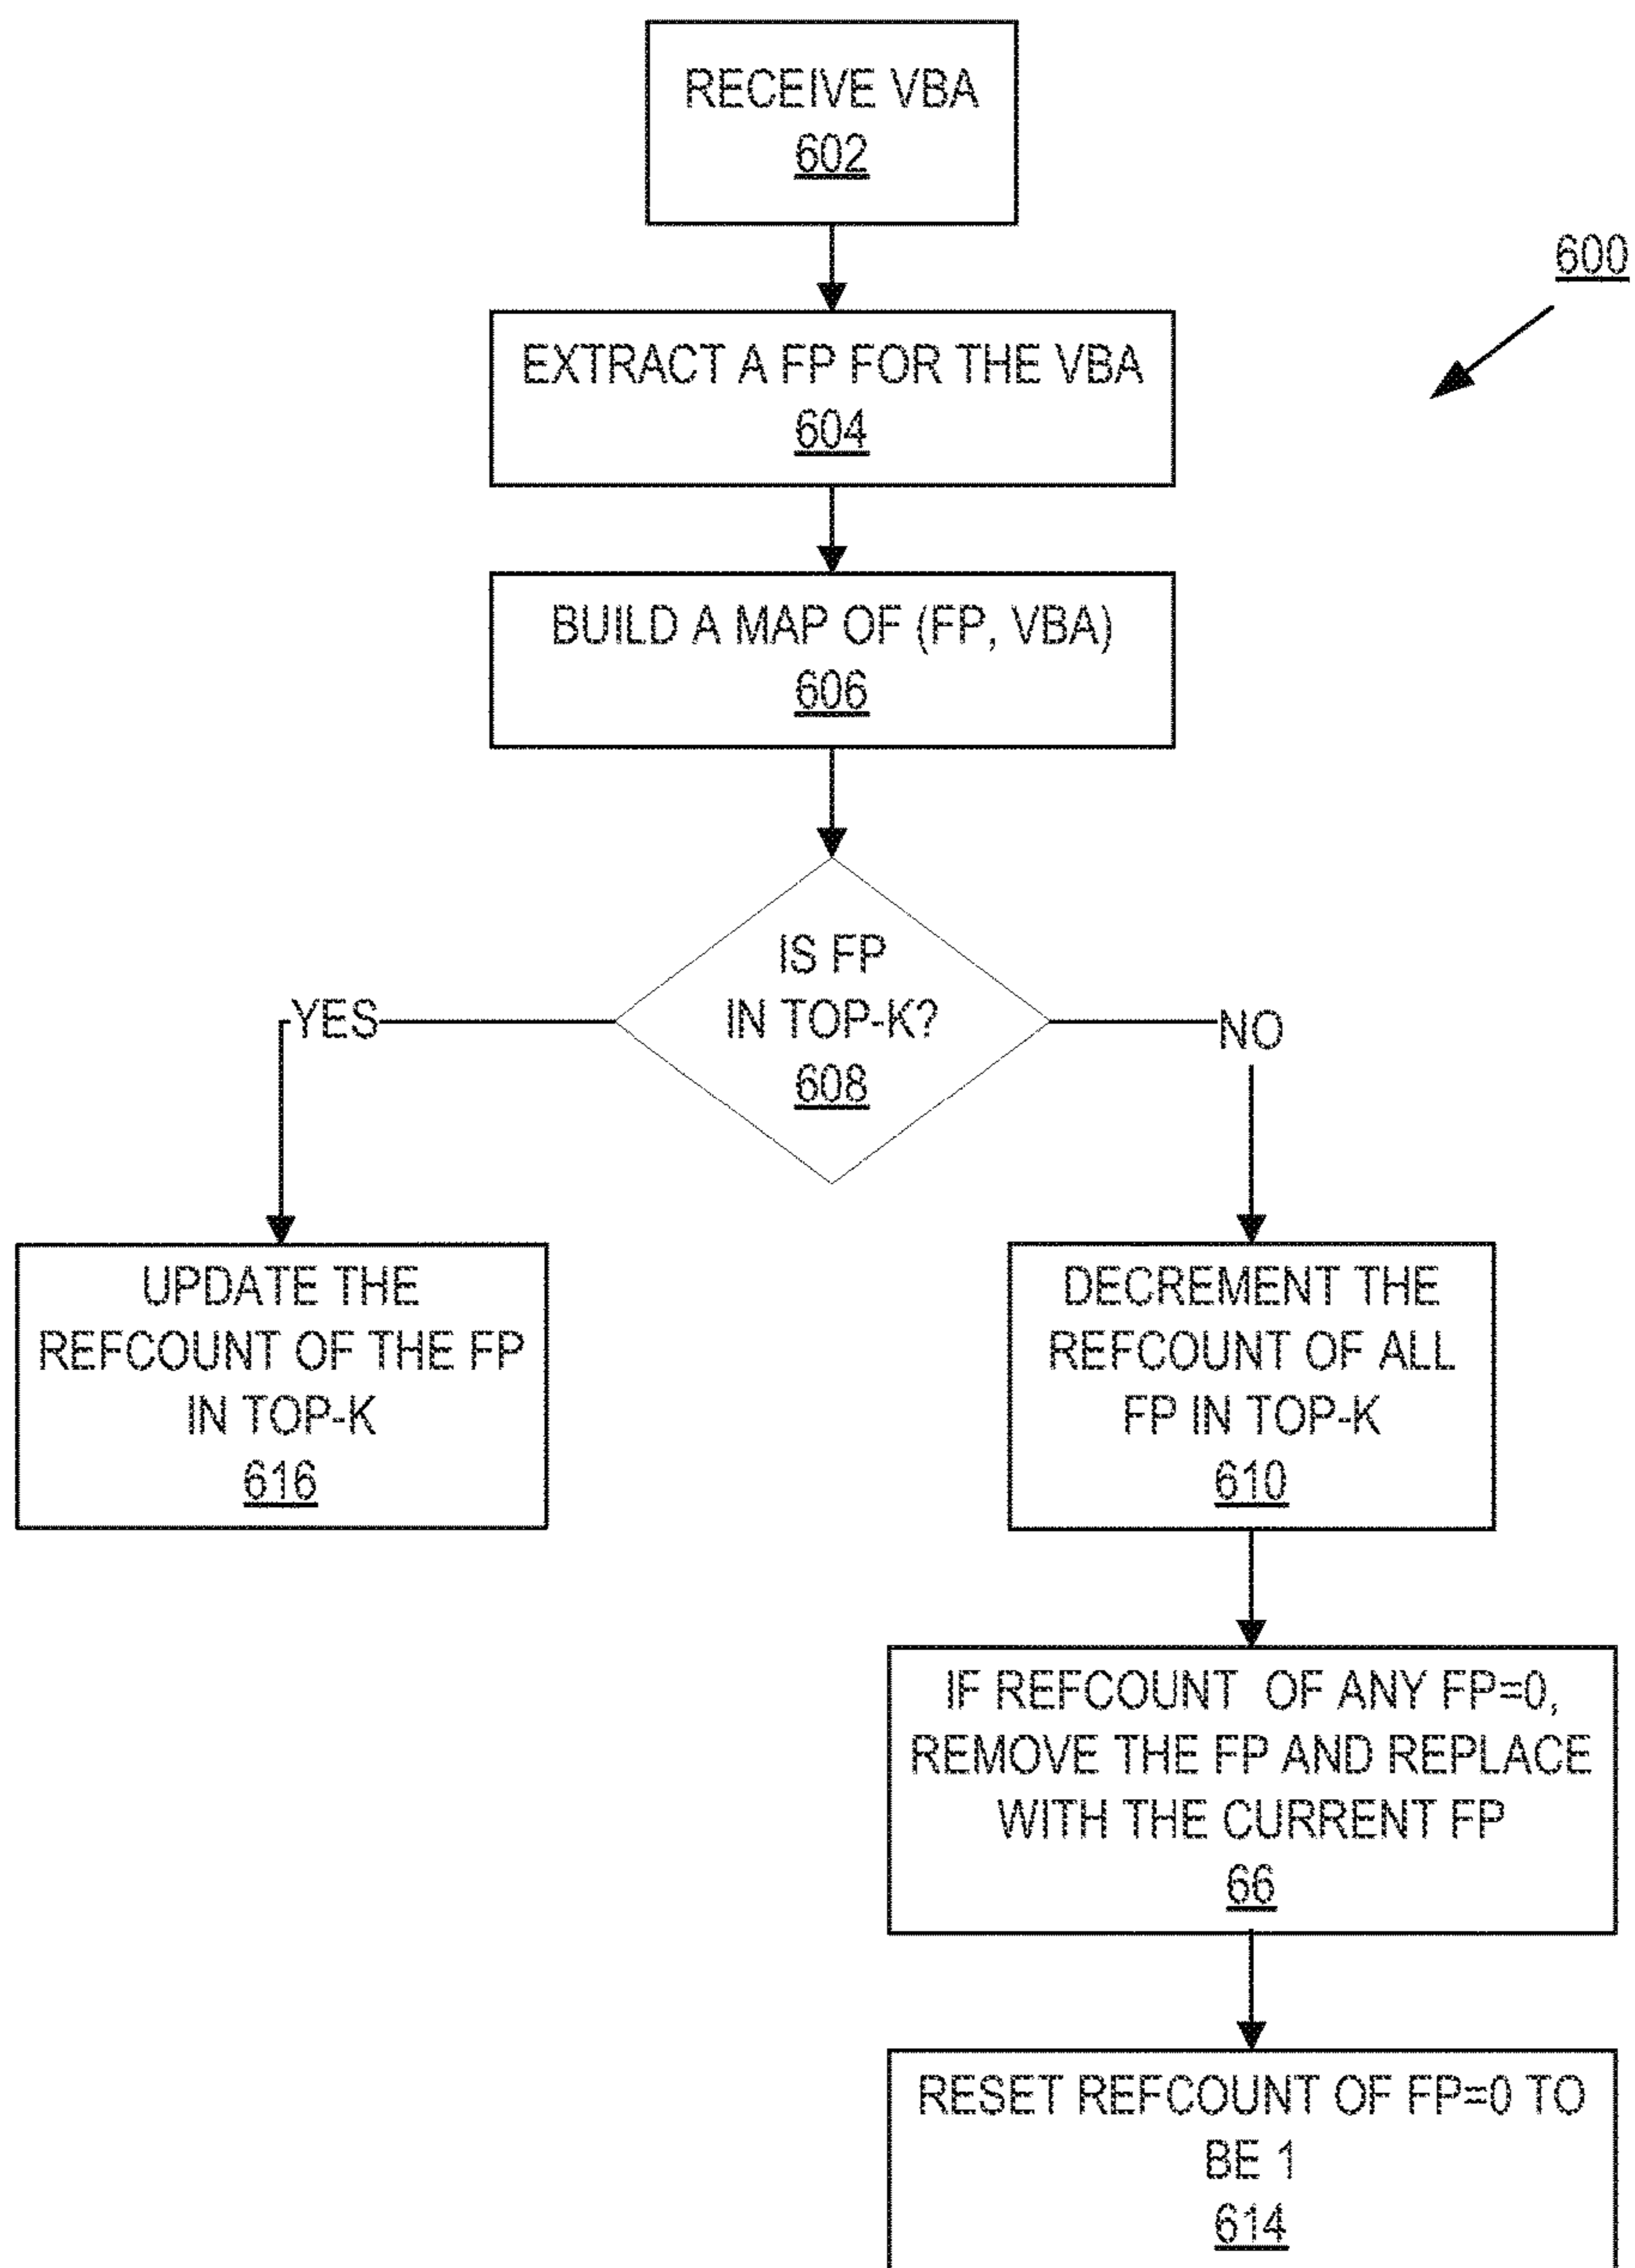 RECEIVE VBA
602
600
EXTRACT A FP FOR THE VBA
604
BUILD A MAP OF (FP, VBA)
606
IS FP
IN TOP-K?
608
YES
NO
UPDATE THE
REFCOUNT OF THE FP
IN TOP-K
616
DECREMENT THE
REFCOUNT OF ALL
FP IN TOP-K
610
IF REFCOUNT OF ANY FP=0,
REMOVE THE FP AND REPLACE
WITH THE CURRENT FP
66
RESET REFCOUNT OF FP=0 TO
BE 1
614